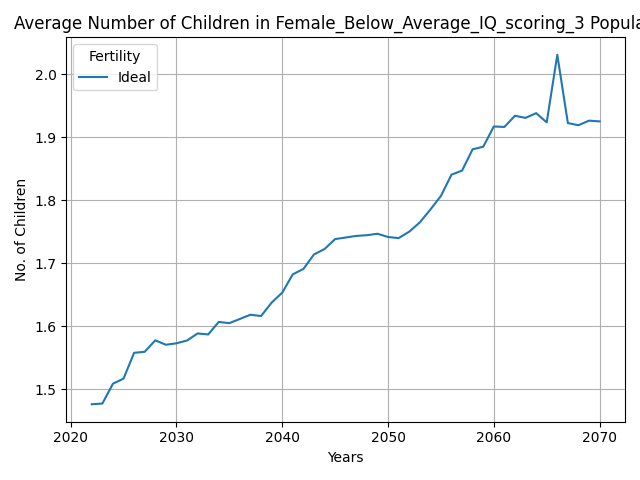 Average Number of Children in Female_Below_Average_IQ_scoring_3 Popula
Fertility
Ideal
No. of Children
2.0
1.9
1.8
1.7
1.6
1.5
2020 2030 2040 2050 2060 2070
Years